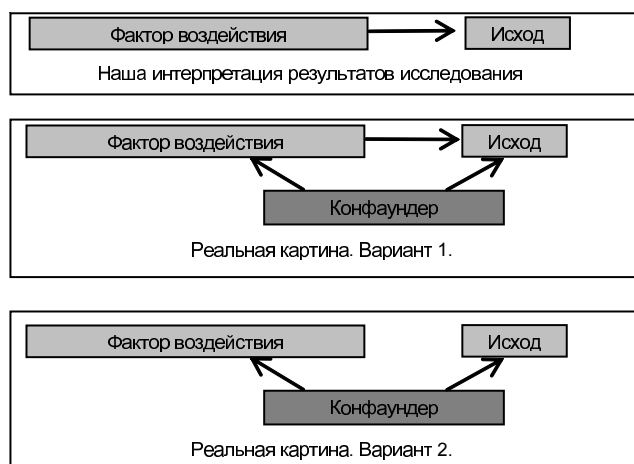 Фактор воздействия Исход
Наша интерпретация результатов исследования
Фактор воздействия Исход
Конфаундер
Реальная картина. Вариант 1.
Фактор воздействия Исход
Конфаундер
Реальная картина. Вариант 2.